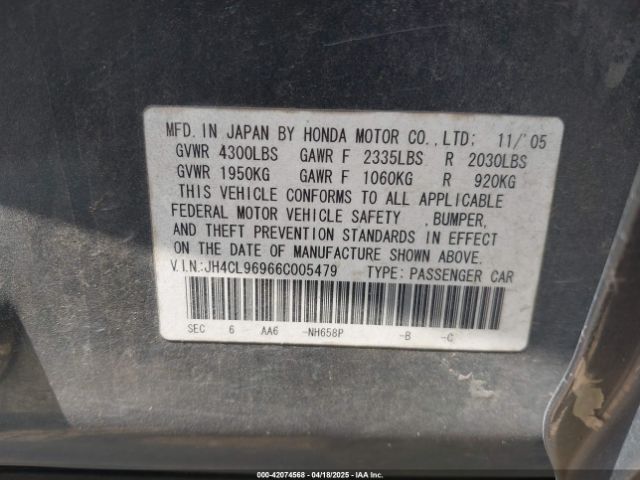 MFD. IN JAPAN BY HONDA MOTOR CO., LTD; 11/'05
GVWR 4300LBS GAWR F 2335LBS R 2030LBS
GVWR 1950KG GAWR F 1060KG R 920KG
THIS VEHICLE CONFORMS TO ALL APPLICABLE
FEDERAL MOTOR VEHICLE SAFETY , BUMPER,
AND THEFT PREVENTION STANDARDS IN EFFECT
ON THE DATE OF MANUFACTURE SHOWN ABOVE.
V.I.N.:JH4CL96966C005479 TYPE: PASSENGER CAR
SEC 6 AA6 -NH658P -B -C
000-42074568 - 04/18/2025 - IAAI.com